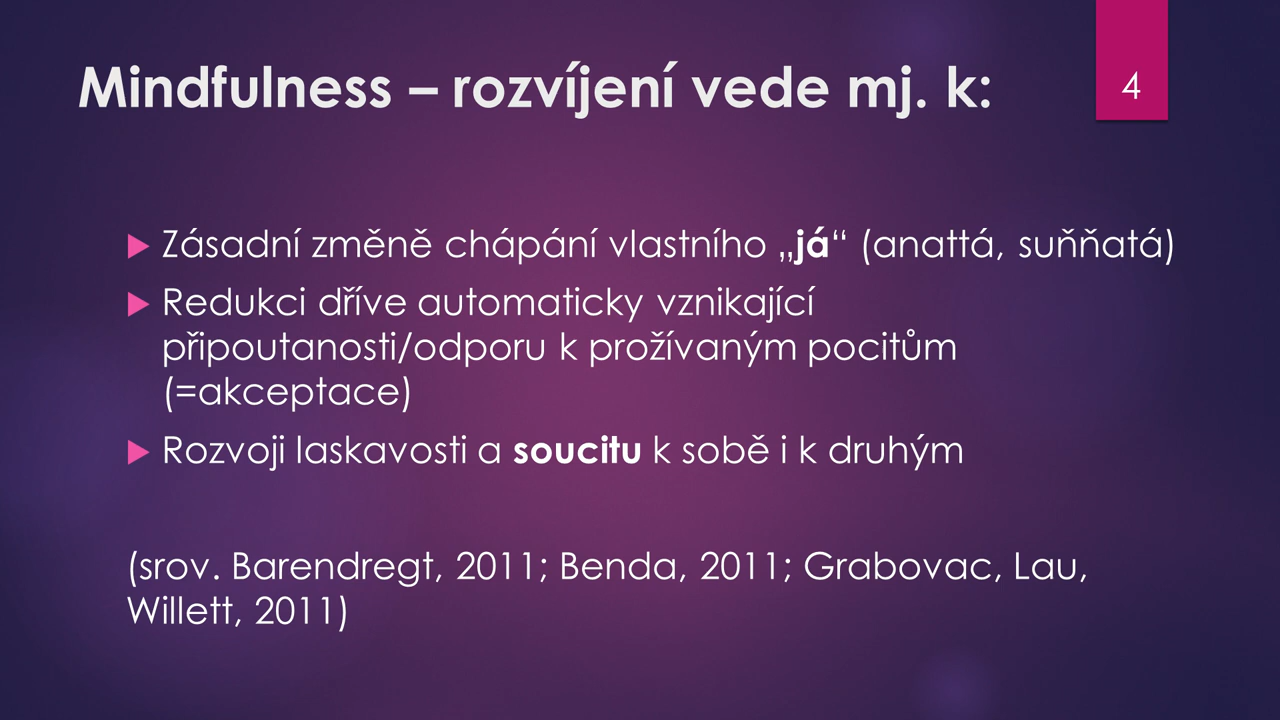 Mindfulness – rozvíjení vede mj. k:
4
Zásadní změně chápání vlastního „já“ (anattá, suňňatá)
Redukci dříve automaticky vznikající
připoutanosti/odporu k prožívaným pocitům
(=akceptace)
Rozvoji laskavosti a soucitu k sobě i k druhým
(srov. Barendregt, 2011; Benda, 2011; Grabovac, Lau,
Willett, 2011)